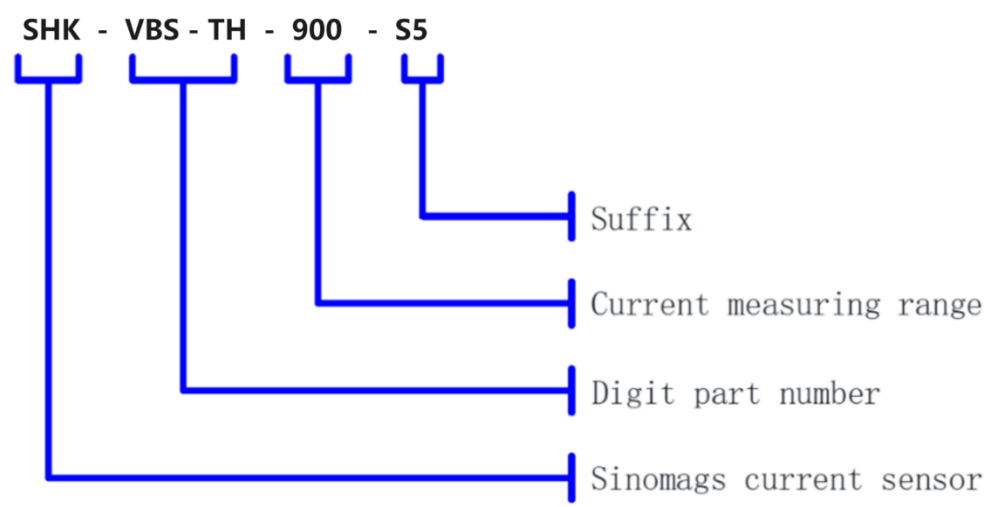 SHK - VBS - TH - 900 - S5
Suffix
Current measuring range
Digit part number
Sinomags current sensor